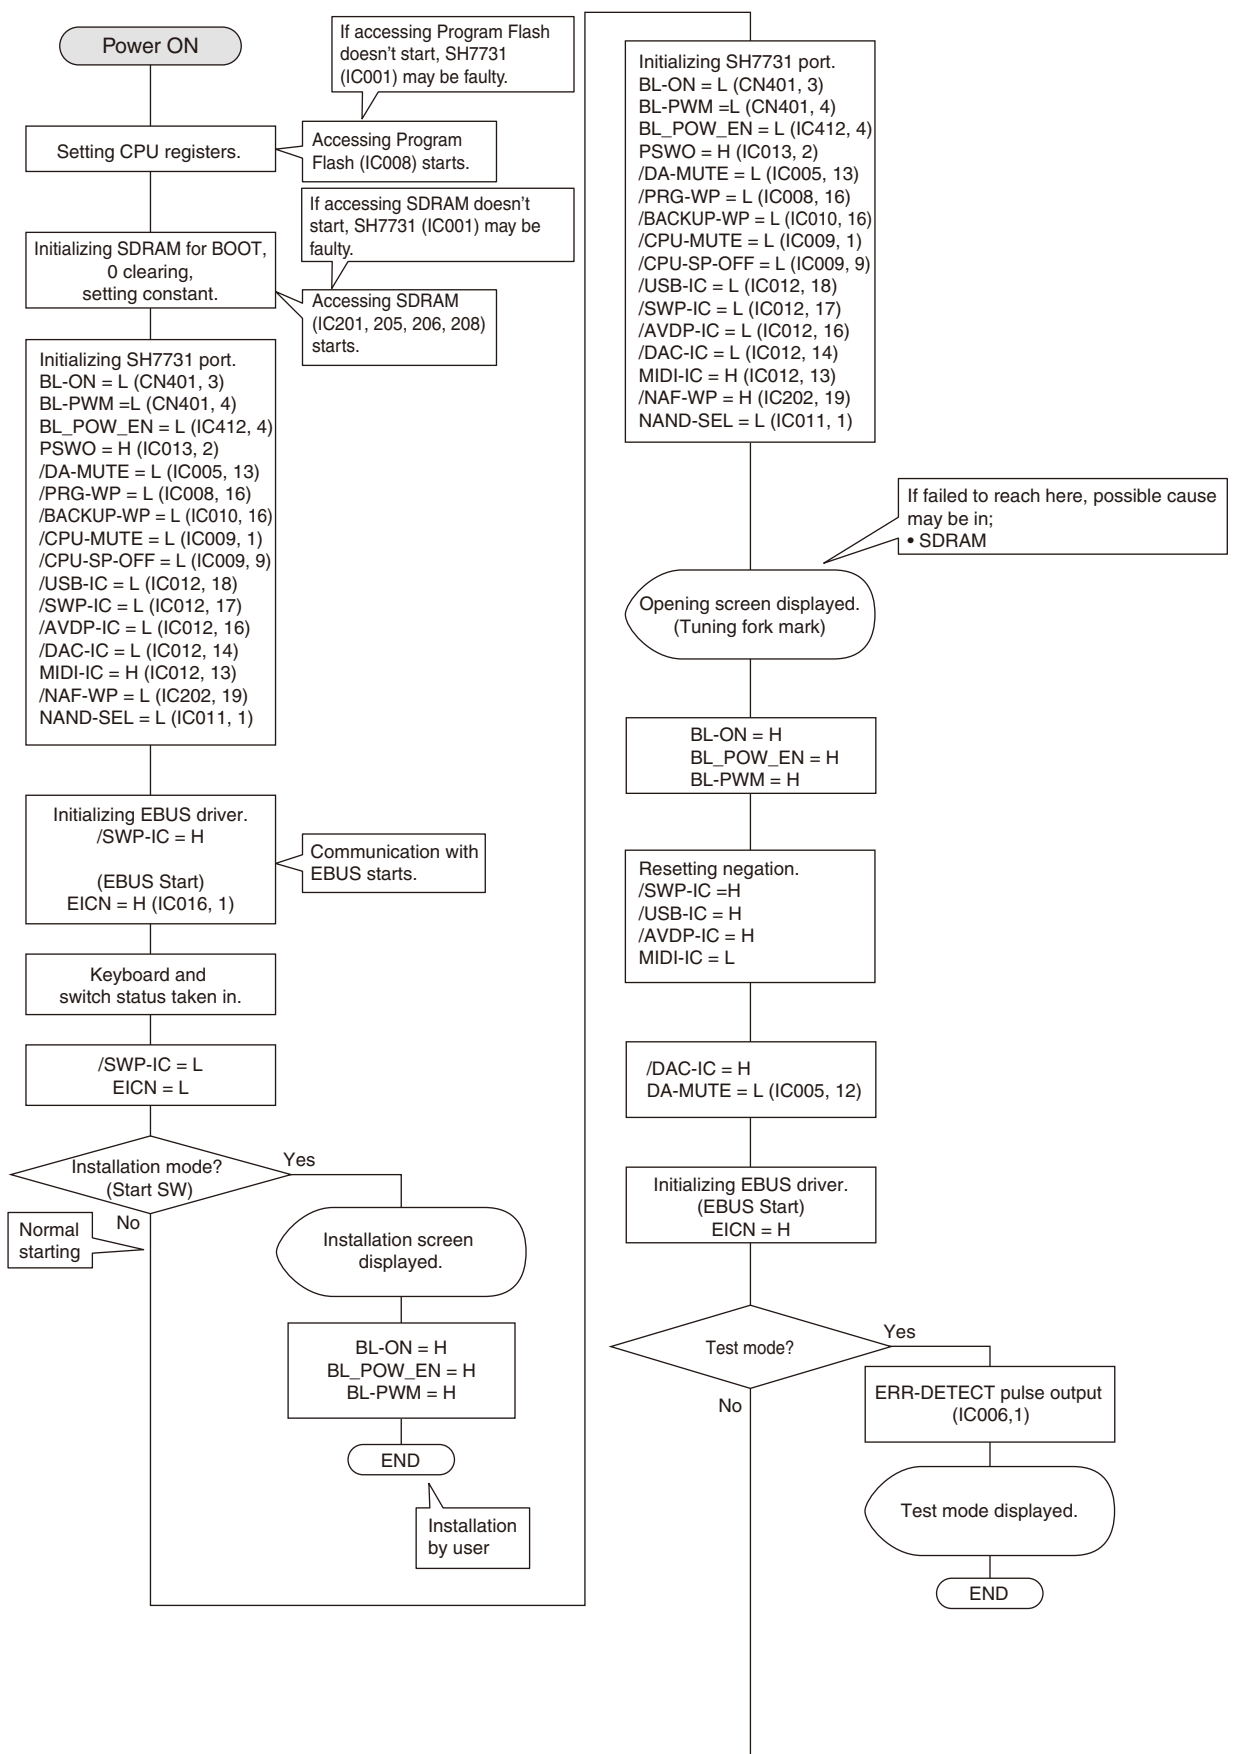 Power ON
If accessing Program Flash
doesn't start, SH7731
(IC001) may be faulty.
Setting CPU registers.
Accessing Program
Flash (IC008) starts.
If accessing SDRAM doesn't
start, SH7731 (IC001) may be
faulty.
Initializing SDRAM for BOOT,
0 clearing,
setting constant.
Accessing SDRAM
(IC201, 205, 206, 208)
starts.
Initializing SH7731 port.
BL-ON = L (CN401, 3)
BL-PWM =L (CN401, 4)
BL_POW_EN = L (IC412, 4)
PSWO = H (IC013, 2)
/DA-MUTE = L (IC005, 13)
/PRG-WP = L (IC008, 16)
/BACKUP-WP = L (IC010, 16)
/CPU-MUTE = L (IC009, 1)
/CPU-SP-OFF = L (IC009, 9)
/USB-IC = L (IC012, 18)
/SWP-IC = L (IC012, 17)
/AVDP-IC = L (IC012, 16)
/DAC-IC = L (IC012, 14)
MIDI-IC = H (IC012, 13)
/NAF-WP = L (IC202, 19)
NAND-SEL = L (IC011, 1)
Initializing EBUS driver.
/SWP-IC = H
(EBUS Start)
EICN = H (IC016, 1)
Communication with
EBUS starts.
Keyboard and
switch status taken in.
/SWP-IC = L
EICN = L
Installation mode?
(Start SW)
Yes
No
Normal
starting
Installation screen
displayed.
BL-ON = H
BL_POW_EN = H
BL-PWM = H
END
Installation
by user
Initializing SH7731 port.
BL-ON = L (CN401, 3)
BL-PWM =L (CN401, 4)
BL_POW_EN = L (IC412, 4)
PSWO = H (IC013, 2)
/DA-MUTE = L (IC005, 13)
/PRG-WP = L (IC008, 16)
/BACKUP-WP = L (IC010, 16)
/CPU-MUTE = L (IC009, 1)
/CPU-SP-OFF = L (IC009, 9)
/USB-IC = L (IC012, 18)
/SWP-IC = L (IC012, 17)
/AVDP-IC = L (IC012, 16)
/DAC-IC = L (IC012, 14)
MIDI-IC = H (IC012, 13)
/NAF-WP = H (IC202, 19)
NAND-SEL = L (IC011, 1)
If failed to reach here, possible cause
may be in;
• SDRAM
Opening screen displayed.
(Tuning fork mark)
BL-ON = H
BL_POW_EN = H
BL-PWM = H
Resetting negation.
/SWP-IC =H
/USB-IC = H
/AVDP-IC = H
MIDI-IC = L
/DAC-IC = H
DA-MUTE = L (IC005, 12)
Initializing EBUS driver.
(EBUS Start)
EICN = H
Test mode?
Yes
No
ERR-DETECT pulse output
(IC006,1)
Test mode displayed.
END